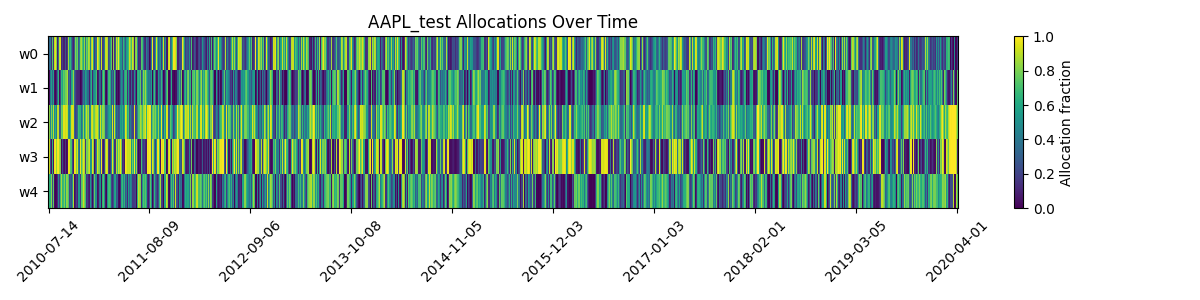 AAPL_test Allocations Over Time
w0
w1
w2
w3
w4
2010-07-14
2011-08-09
2012-09-06
2013-10-08
2014-11-05
2015-12-03
2017-01-03
2018-02-01
2019-03-05
2020-04-01
1.0
0.8
0.6
0.4
0.2
0.0
Allocation fraction